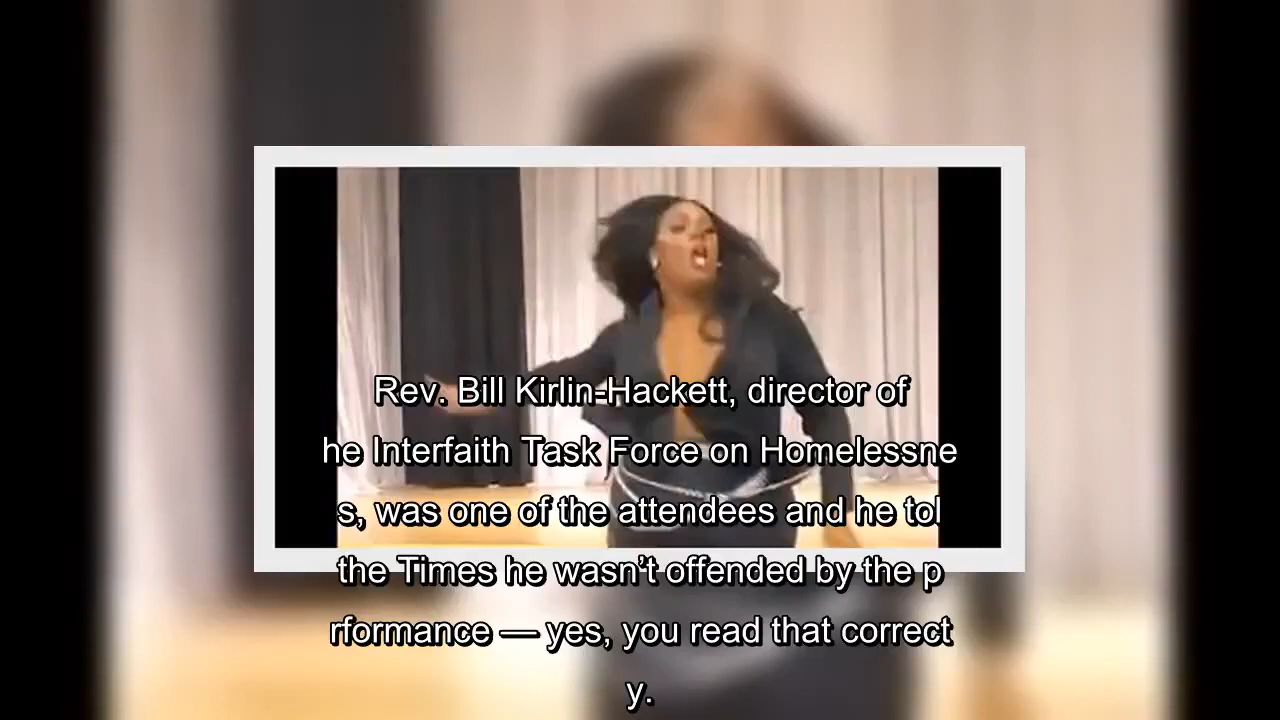 Rev. Bill Kirlin-Hackett, director of
he Interfaith Task Force on Homelessne
s, was one of the attendees and he tol
the Times he wasn’t offended by the p
rformance — yes, you read that correct
y.